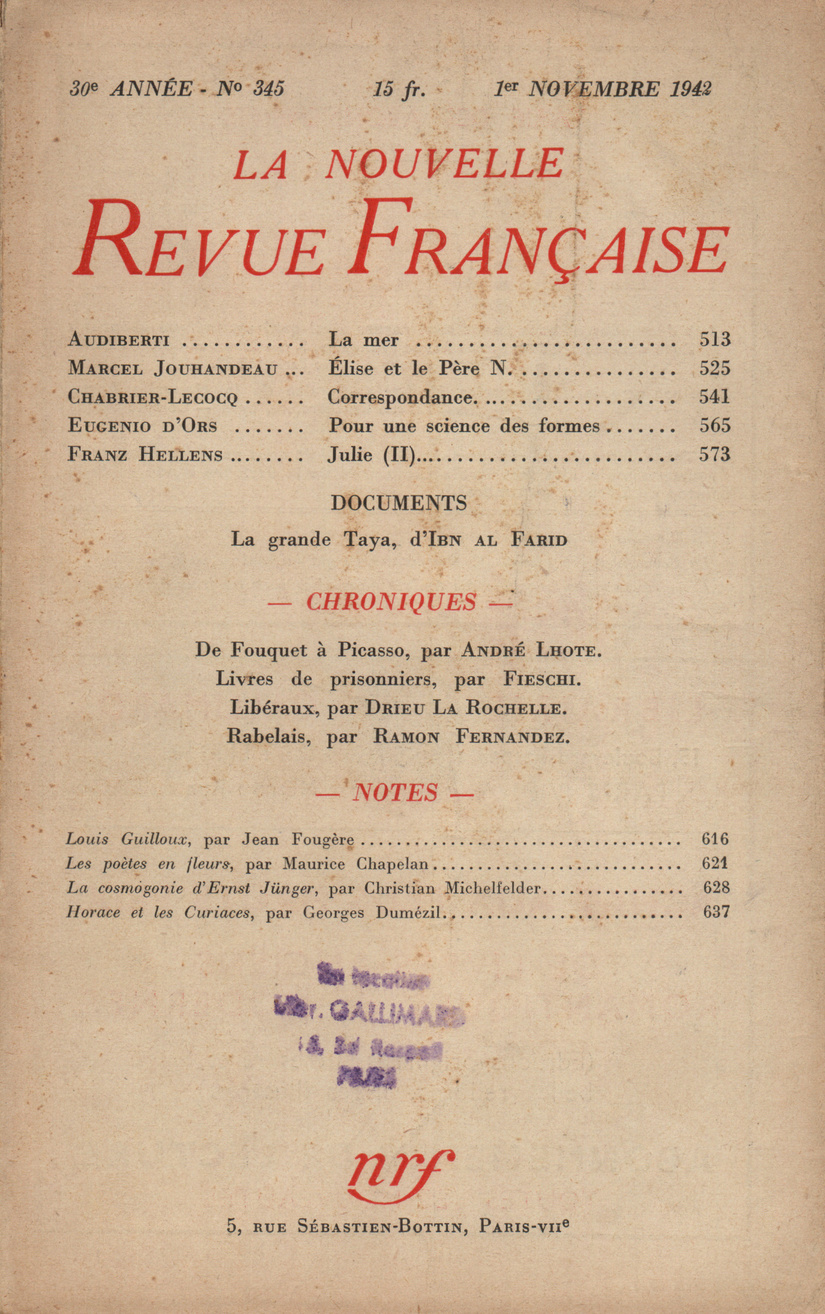 30e ANNÉE - No 345 15 fr. 1er NOVEMBRE 1942
LA NOUVELLE
REVUE FRANÇAISE
AUDIBERTI ............ La mer ......................... 513
MARCEL JOUHANDEAU ... Élise et le Père N. ............... 525
CHABRIER-LECOCQ ...... Correspondance. ................... 541
EUGENIO D'ORS ....... Pour une science des formes ....... 565
FRANZ HELLENS ........ Julie (II).......................... 573
DOCUMENTS
La grande Taya, d'IBN AL FARID
— CHRONIQUES —
De Fouquet à Picasso, par ANDRÉ LHOTE.
Livres de prisonniers, par FIESCHI.
Libéraux, par DRIEU LA ROCHELLE.
Rabelais, par RAMON FERNANDEZ.
— NOTES —
Louis Guilloux, par Jean Fougère .................................... 616
Les poètes en fleurs, par Maurice Chapelan ............................ 621
La cosmogonie d'Ernst Jünger, par Christian Michelfelder................ 628
Horace et les Curiaces, par Georges Dumézil........................... 637
GALLIMARD
PARIS
nrf
5, RUE SÉBASTIEN-BOTTIN, PARIS-VIIe